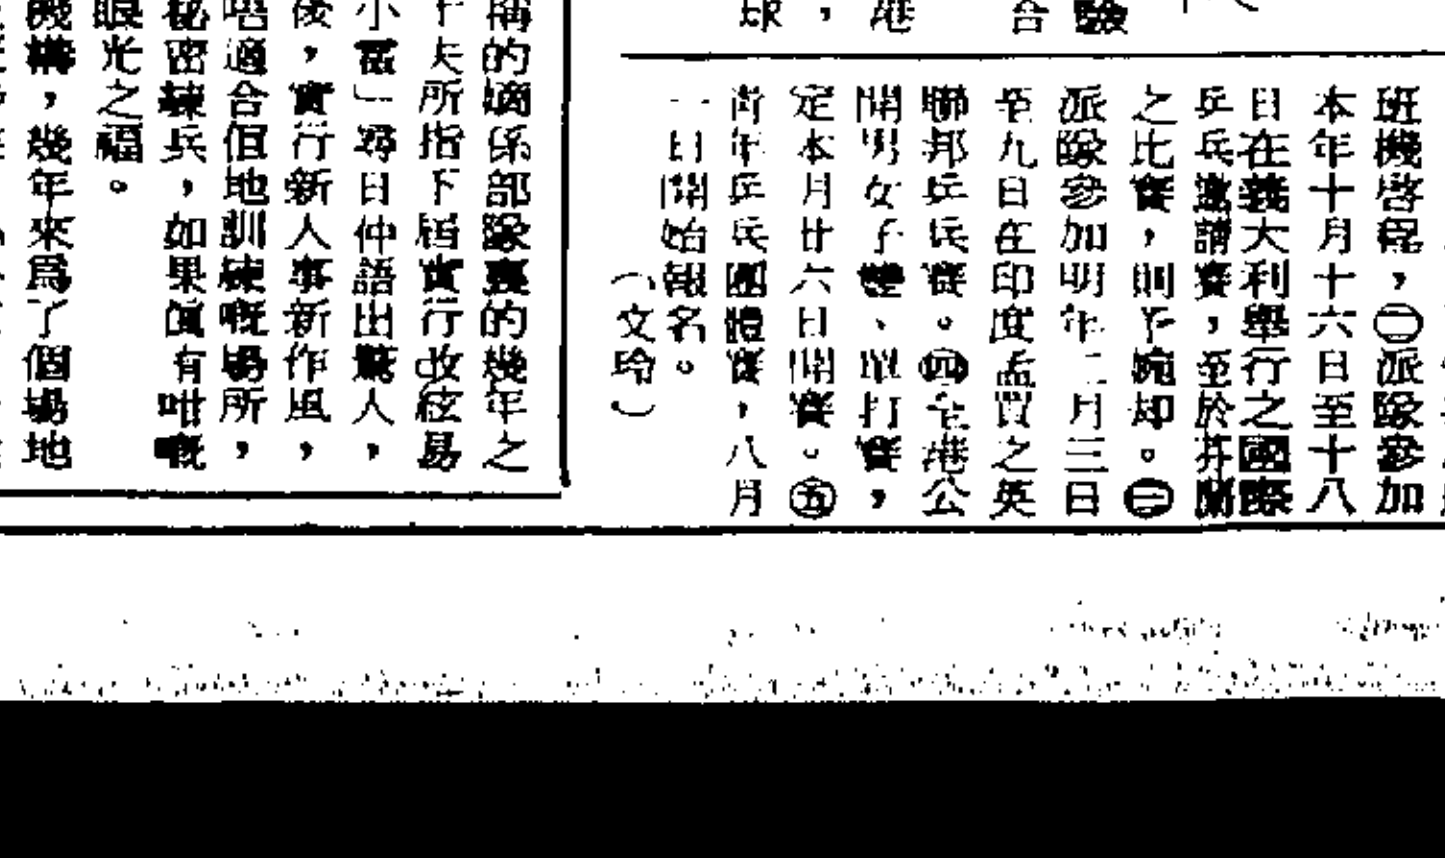 班機啓程，㊁派隊參加
本年十月十六日至十八
日在義大利舉行之國際
乒乓邀請賽，至於芬蘭
之比賽，則予婉却。㊂
派隊參加明年二月三日
至九日在印度孟買之英
聯邦乒乓賽。㊃全港公
開男女子雙、單打賽，
定本月廿六日開賽。㊄
靑年乒乓團體賽，八月
一日開始報名。
（文玲）
稱的嫡係部隊裏的幾年之
夫所指下屆實行改絃易
小富」尋日仲語出驚人，
後，實行新人事新作風，
唔適合但地訓練嘅場所，
秘密練兵，如果眞有咁嘅
眼光之福。
機構，幾年來爲了個場地